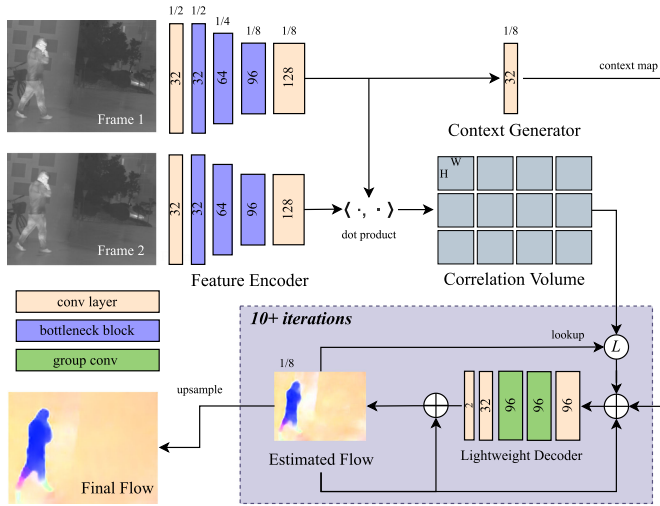 1/2 1/2
1/4
1/8
1/8
32
32
64
96
128
Frame 1
1/8
32
context map
Context Generator
32
32
64
96
128
Frame 2
Feature Encoder
⟨ ·, · ⟩
dot product
H
W
Correlation Volume
conv layer
bottleneck block
group conv
10+ iterations
lookup
L
1/8
upsample
2
32
96
96
96
Estimated Flow
Lightweight Decoder
Final Flow